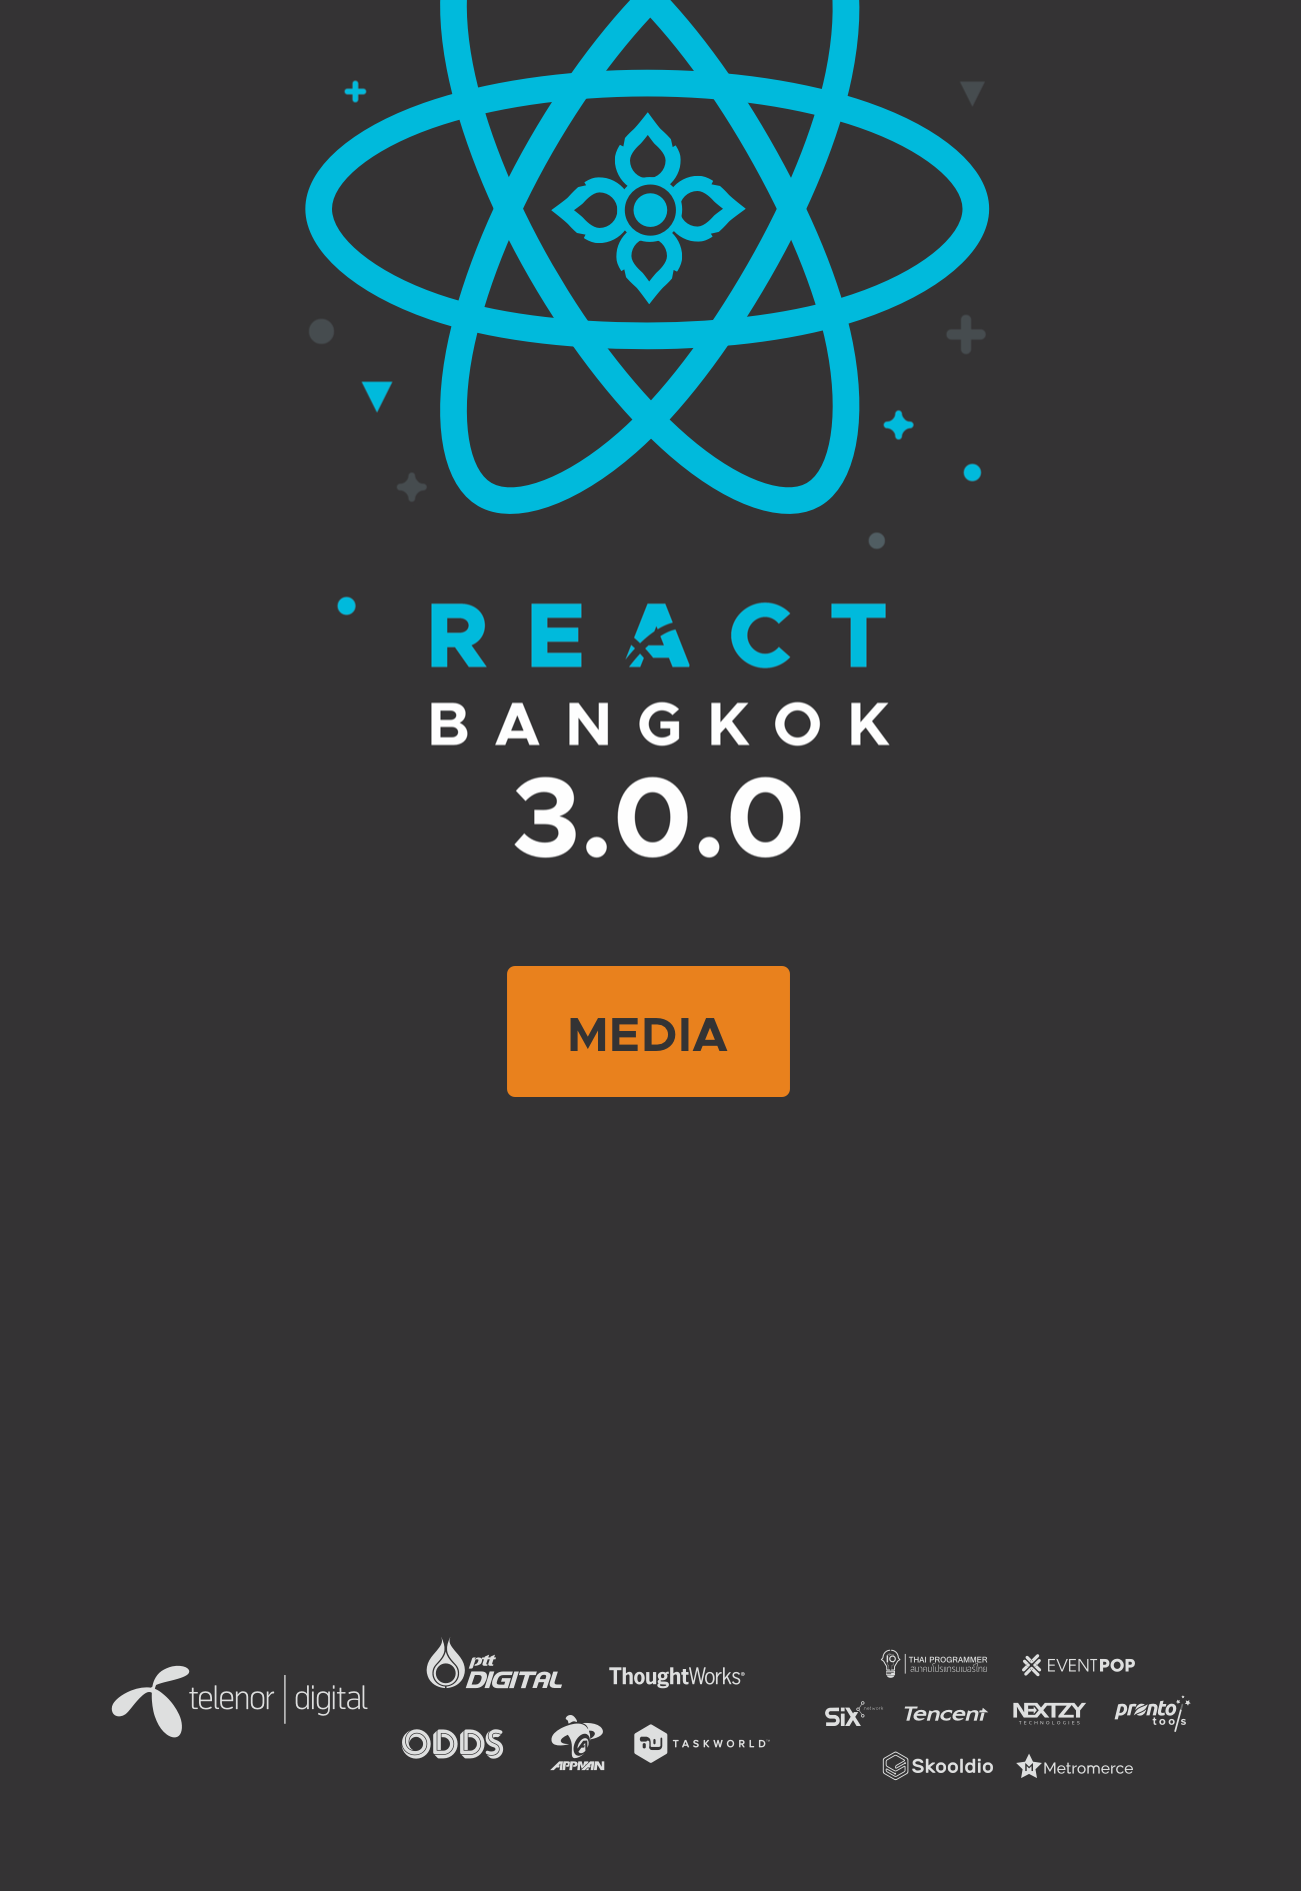 REACT
BANGKOK
3.0.0
MEDIA
telenor | digital
ptt
DIGITAL
ThoughtWorks®
ODDS
APPMAN
TASKWORLD™
THAI PROGRAMMER
สมาคมโปรแกรมเมอร์ไทย
EVENTPOP
SiX network
Tencent
NEXTZY
TECHNOLOGIES
pronto
tools
Skooldio
Metromerce